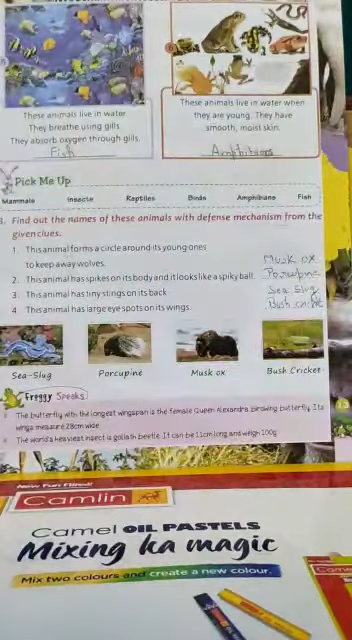 These animals live in water
They breathe using gills
They absorb oxygen through gills.
Fish
These animals live in water when
they are young. They have
smooth, moist skin.
Amphibians
Pick Me Up
Mammals Insects Reptiles Birds Amphibians Fish
3. Find out the names of these animals with defense mechanism from the
given clues.
1. This animal forms a circle around its young ones
to keep away wolves.
Musk ox
2. This animal has spikes on its body and it looks like a spiky ball. Porcupine
3. This animal has tiny stings on its back Sea Slug
4. This animal has large eye spots on its wings. Bush cricket
Sea-Slug Porcupine Musk ox Bush Cricket
Froggy Speaks
The butterfly with the longest wingspan is the female Queen Alexandra birdwing butterfly. Its
wings measure 28cm wide
The world's heaviest insect is goliath beetle. It can be 11cm long and weigh 100g
13
New Fun Filled!
Camlin
Camel OIL PASTELS
Mixing ka magic
Mix two colours and create a new colour.
Came